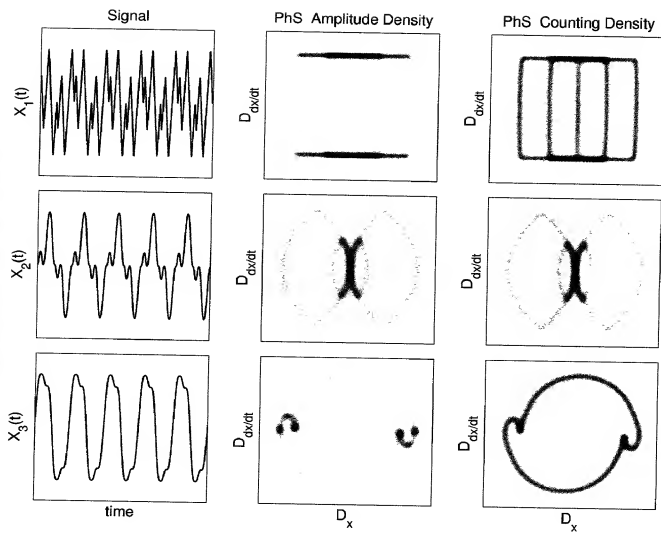 Signal
PhS Amplitude Density
PhS Counting Density
X1(t)
Ddx/dt
Ddx/dt
X2(t)
Ddx/dt
Ddx/dt
X3(t)
Ddx/dt
Ddx/dt
time
Dx
Dx